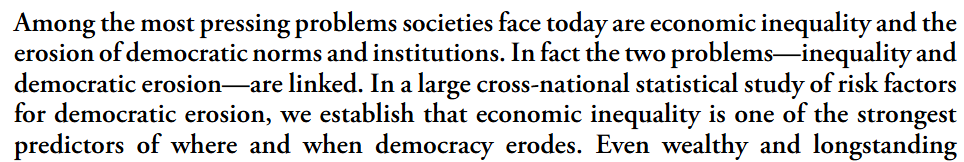 Among the most pressing problems societies face today are economic inequality and the
erosion of democratic norms and institutions. In fact the two problems—inequality and
democratic erosion—are linked. In a large cross-national statistical study of risk factors
for democratic erosion, we establish that economic inequality is one of the strongest
predictors of where and when democracy erodes. Even wealthy and longstanding